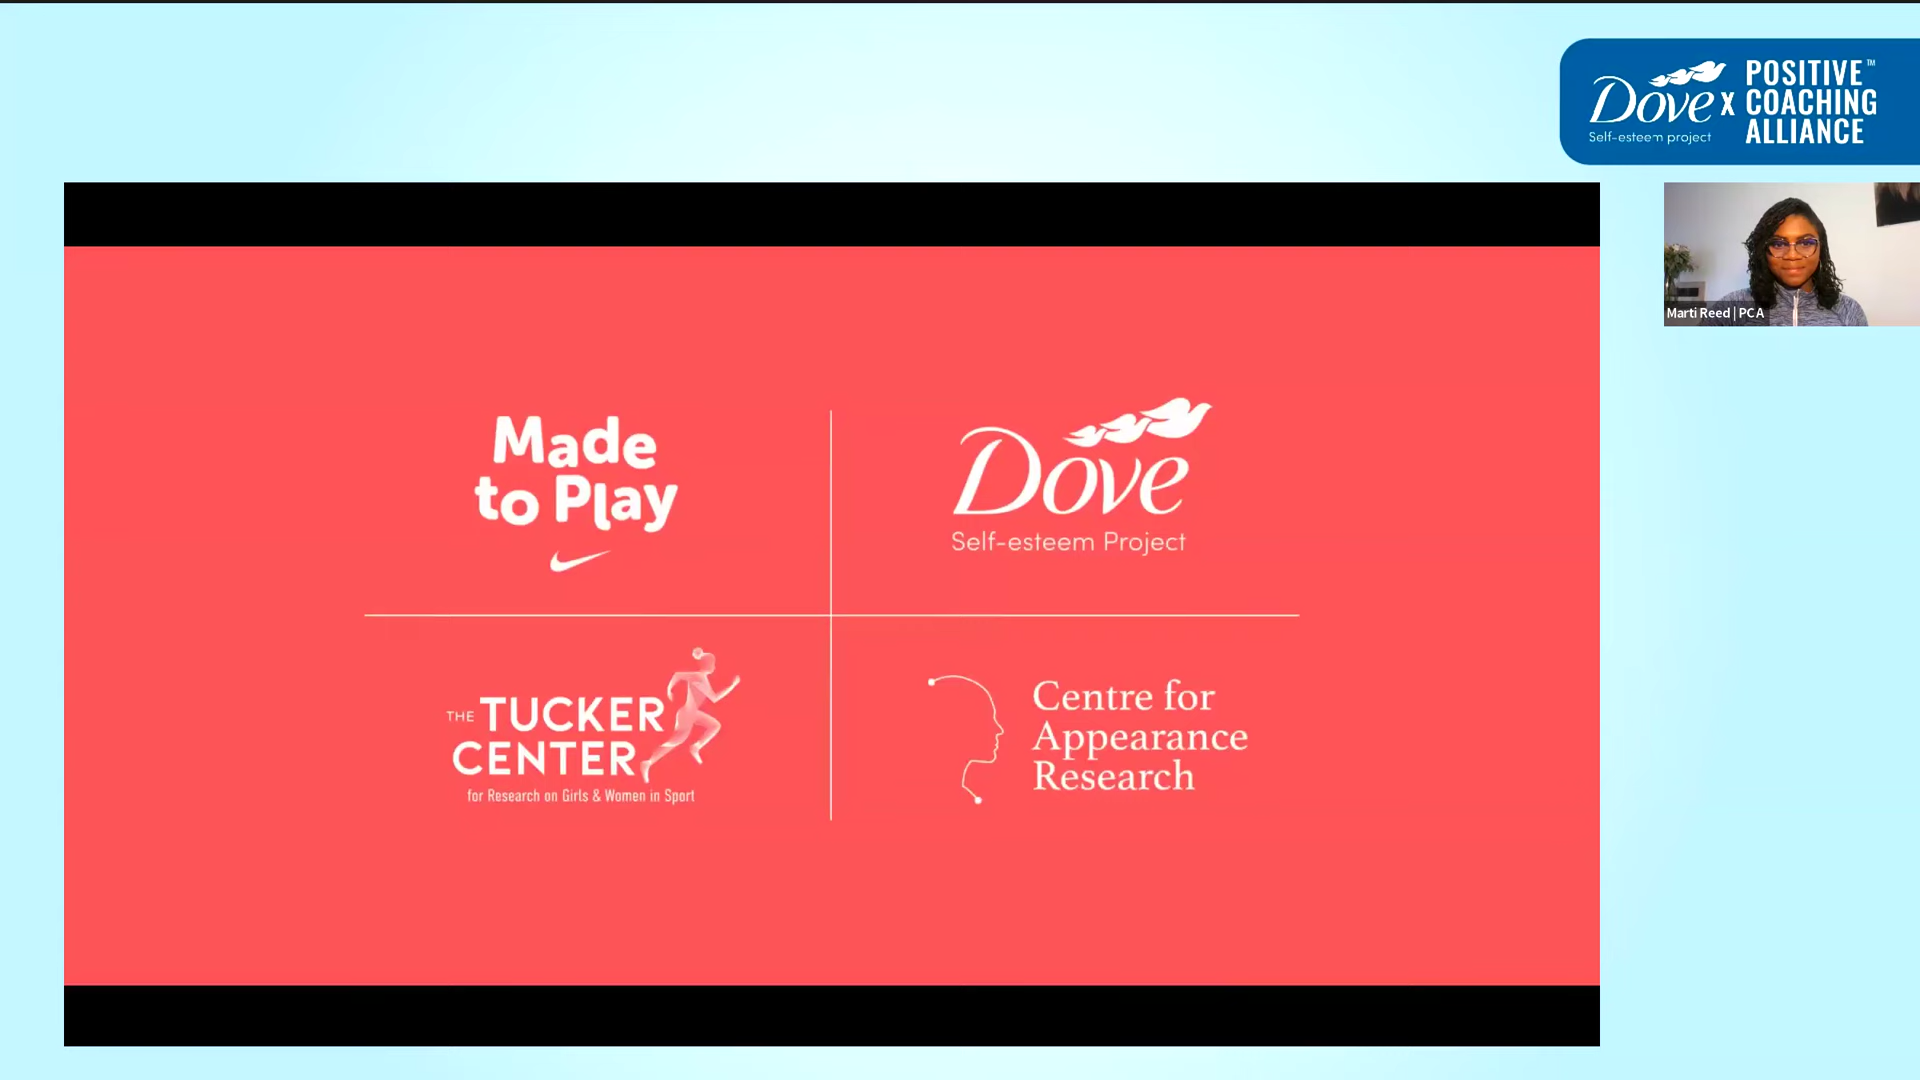 Dove x
Self-esteem project
POSITIVE™
COACHING
ALLIANCE
Marti Reed | PCA
Made
to Play
Dove
Self-esteem Project
THE TUCKER
CENTER
for Research on Girls & Women in Sport
Centre for
Appearance
Research